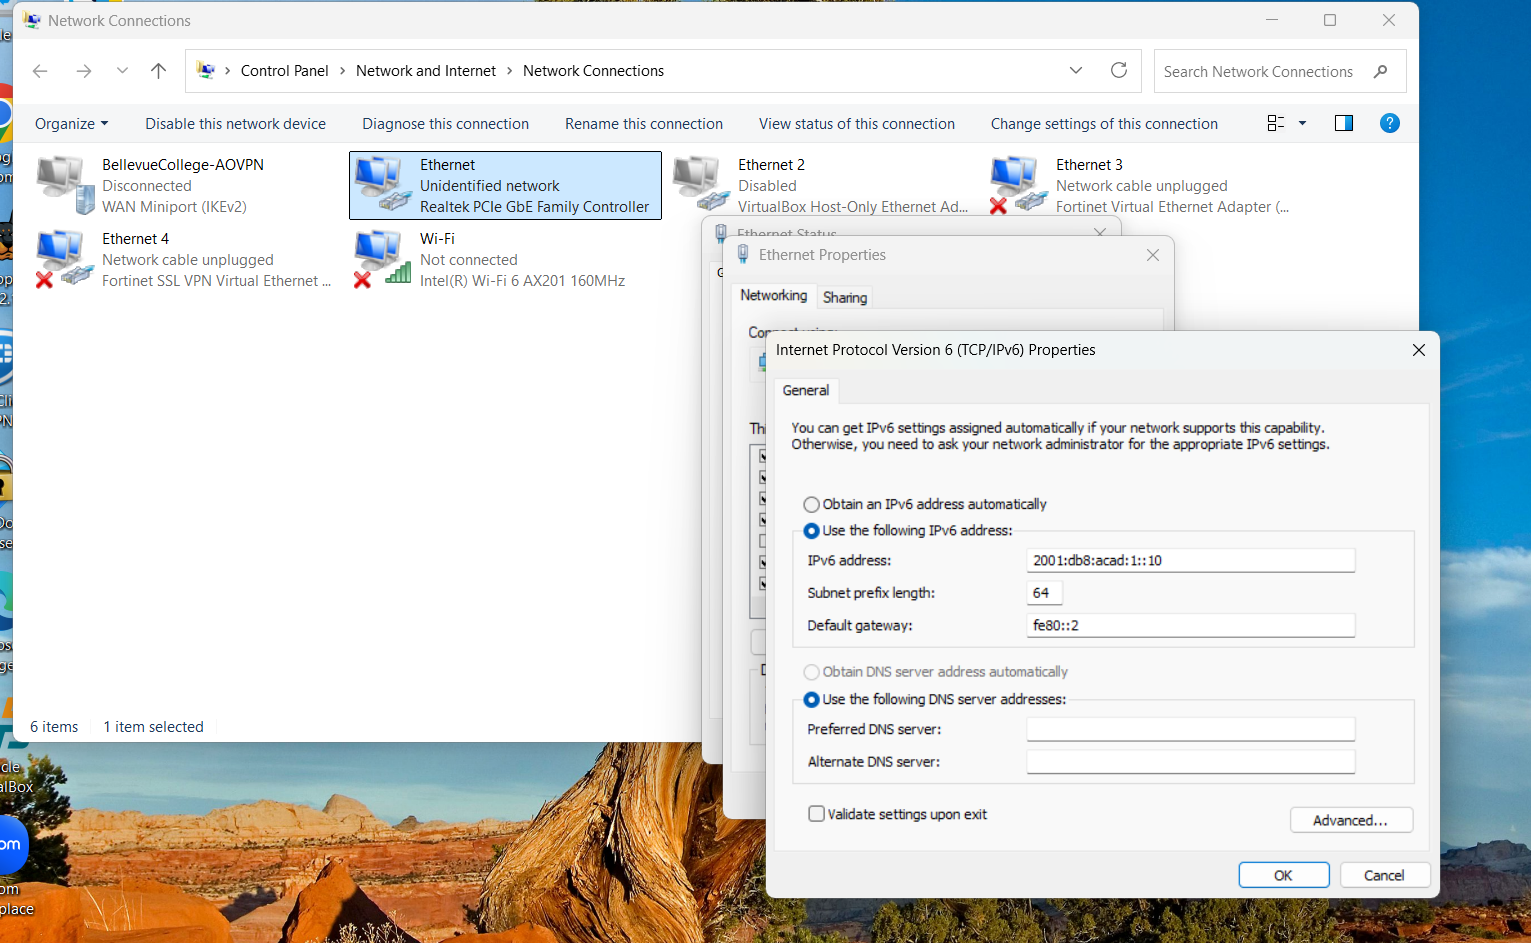 Network Connections
Control Panel > Network and Internet > Network Connections
Search Network Connections
Organize
Disable this network device
Diagnose this connection
Rename this connection
View status of this connection
Change settings of this connection
BellevueCollege-AOVPN
Disconnected
WAN Miniport (IKEv2)
Ethernet
Unidentified network
Realtek PCIe GbE Family Controller
Ethernet 2
Disabled
VirtualBox Host-Only Ethernet Ad...
Ethernet 3
Network cable unplugged
Fortinet Virtual Ethernet Adapter (...
Ethernet 4
Network cable unplugged
Fortinet SSL VPN Virtual Ethernet ...
Wi-Fi
Not connected
Intel(R) Wi-Fi 6 AX201 160MHz
6 items
1 item selected
Ethernet Status
Ethernet Properties
Networking
Sharing
Connect using:
Internet Protocol Version 6 (TCP/IPv6) Properties
General
You can get IPv6 settings assigned automatically if your network supports this capability.
Otherwise, you need to ask your network administrator for the appropriate IPv6 settings.
Obtain an IPv6 address automatically
Use the following IPv6 address:
IPv6 address:
2001:db8:acad:1::10
Subnet prefix length:
64
Default gateway:
fe80::2
Obtain DNS server address automatically
Use the following DNS server addresses:
Preferred DNS server:
Alternate DNS server:
Validate settings upon exit
Advanced...
OK
Cancel